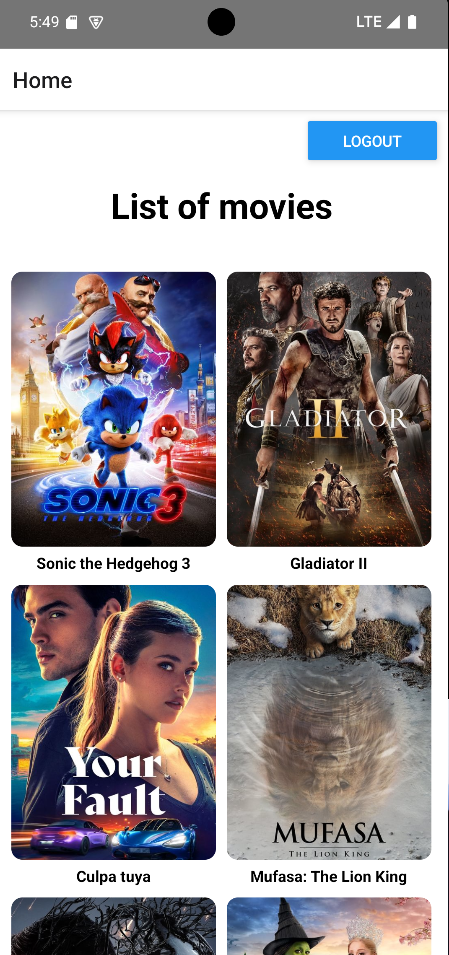 5:49
LTE
Home
LOGOUT
List of movies
SONIC 3
THE HEDGEHOG
GLADIATOR
II
Sonic the Hedgehog 3
Gladiator II
Your
Fault
MUFASA
THE LION KING
Culpa tuya
Mufasa: The Lion King